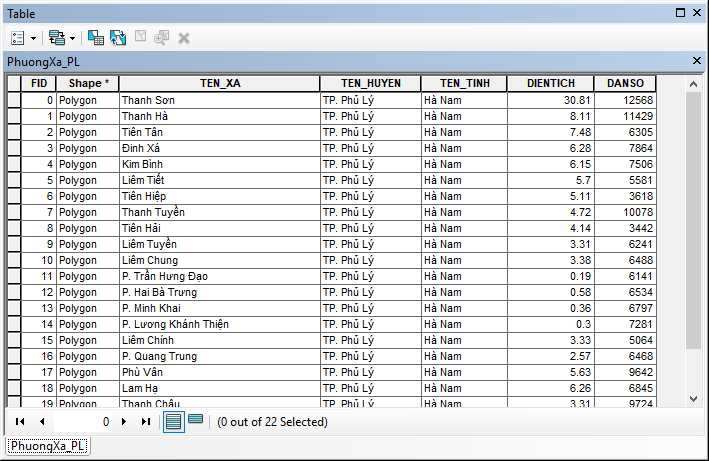 Table
PhuongXa_PL
FID Shape * TEN_XA TEN_HUYEN TEN_TINH DIENTICH DANSO
0 Polygon Thanh Sơn TP. Phủ Lý Hà Nam 30.81 12568
1 Polygon Thanh Hà TP. Phủ Lý Hà Nam 8.11 11429
2 Polygon Tiên Tân TP. Phủ Lý Hà Nam 7.48 6305
3 Polygon Đinh Xá TP. Phủ Lý Hà Nam 6.28 7864
4 Polygon Kim Bình TP. Phủ Lý Hà Nam 6.15 7506
5 Polygon Liêm Tiết TP. Phủ Lý Hà Nam 5.7 5581
6 Polygon Tiên Hiệp TP. Phủ Lý Hà Nam 5.11 3618
7 Polygon Thanh Tuyền TP. Phủ Lý Hà Nam 4.72 10078
8 Polygon Tiên Hải TP. Phủ Lý Hà Nam 4.14 3442
9 Polygon Liêm Tuyền TP. Phủ Lý Hà Nam 3.31 6241
10 Polygon Liêm Chung TP. Phủ Lý Hà Nam 3.38 6488
11 Polygon P. Trần Hưng Đạo TP. Phủ Lý Hà Nam 0.19 6141
12 Polygon P. Hai Bà Trưng TP. Phủ Lý Hà Nam 0.58 6534
13 Polygon P. Minh Khai TP. Phủ Lý Hà Nam 0.36 6797
14 Polygon P. Lương Khánh Thiện TP. Phủ Lý Hà Nam 0.3 7281
15 Polygon Liêm Chính TP. Phủ Lý Hà Nam 3.33 5064
16 Polygon P. Quang Trung TP. Phủ Lý Hà Nam 2.57 6468
17 Polygon Phù Vân TP. Phủ Lý Hà Nam 5.63 9642
18 Polygon Lam Hạ TP. Phủ Lý Hà Nam 6.26 6845
19 Polygon Thanh Châu TP. Phủ Lý Hà Nam 3.31 9724
0 (0 out of 22 Selected)
PhuongXa_PL